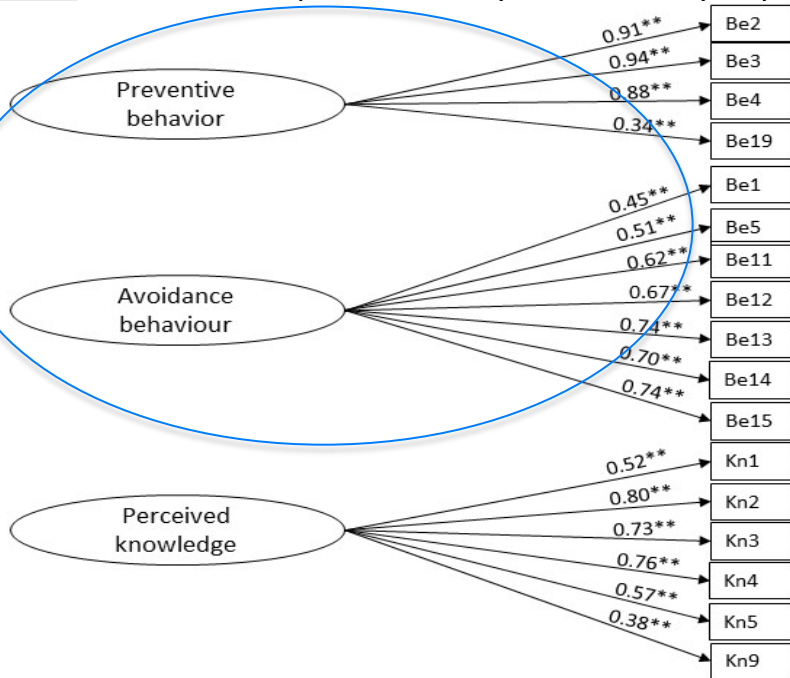 0.91**
Be2
0.94**
Be3
Preventive
behavior
0.88**
Be4
0.34**
Be19
0.45**
Be1
0.51**
Be5
0.62**
Be11
Avoidance
behaviour
0.67**
Be12
0.74**
Be13
0.70**
Be14
0.74**
Be15
0.52**
Kn1
0.80**
Kn2
Perceived
knowledge
0.73**
Kn3
0.76**
Kn4
0.57**
Kn5
0.38**
Kn9